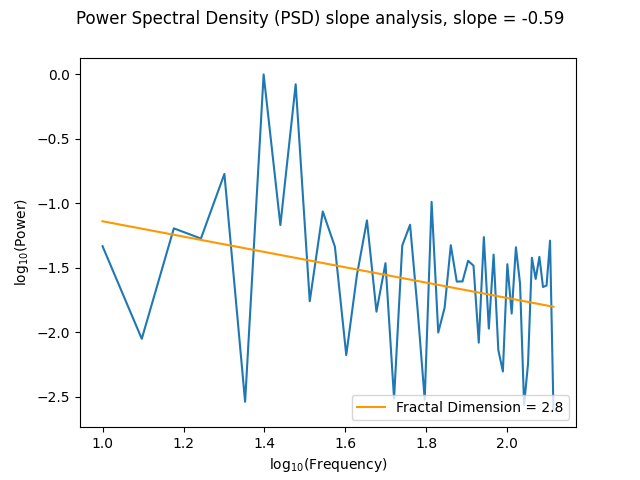 Power Spectral Density (PSD) slope analysis, slope = -0.59
0.0
−0.5
−1.0
−1.5
−2.0
−2.5
log₁₀(Power)
Fractal Dimension = 2.8
1.0 1.2 1.4 1.6 1.8 2.0
log₁₀(Frequency)